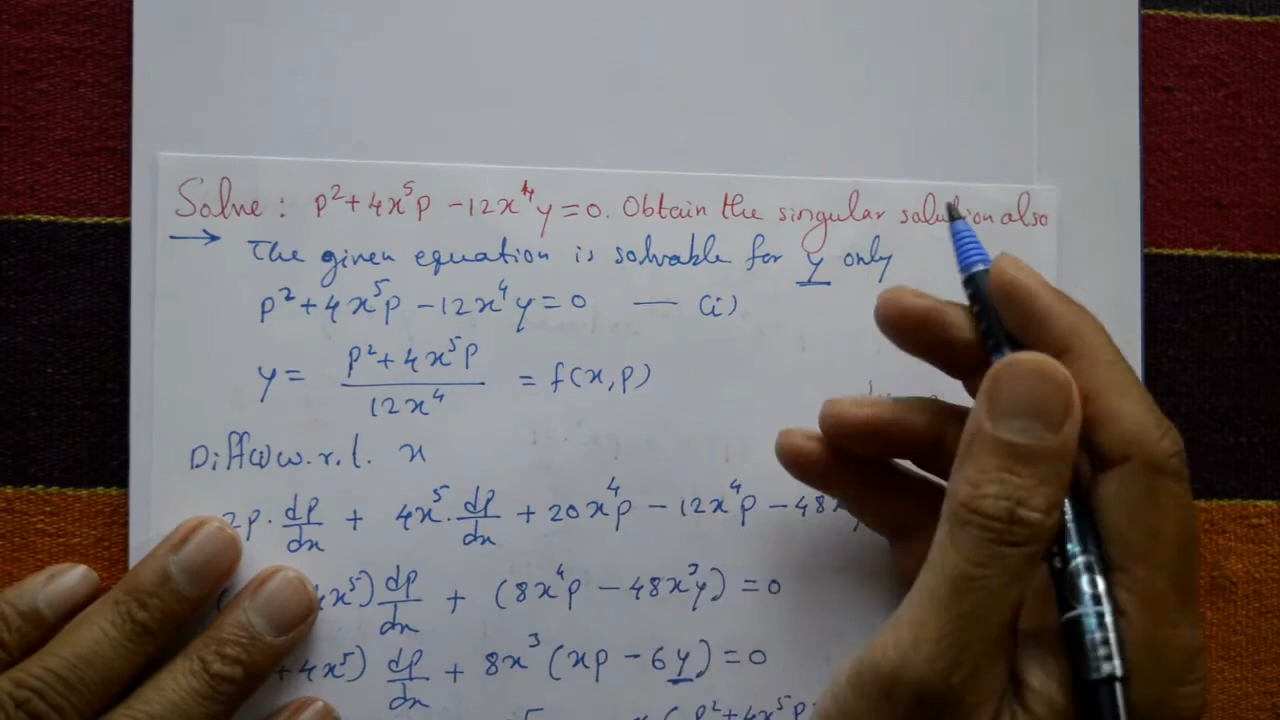 Solve : p² + 4x⁵p - 12x⁴y = 0. Obtain the singular solution also
→ The given equation is solvable for y only
p² + 4x⁵p - 12x⁴y = 0 — (i)
y = (p² + 4x⁵p) / 12x⁴ = f(x, p)
Diff w.r.t. x
2p · dp/dx + 4x⁵ · dp/dx + 20x⁴p - 12x⁴p - 48
x⁵) dp/dx + (8x⁴p - 48x³y) = 0
+ 4x⁵) dp/dx + 8x³ (xp - 6y) = 0
p² + 4x⁵p